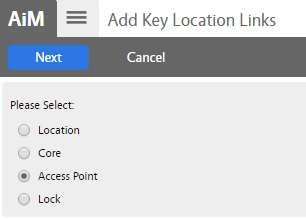 AiM Add Key Location Links
Next Cancel
Please Select:
Location
Core
Access Point
Lock